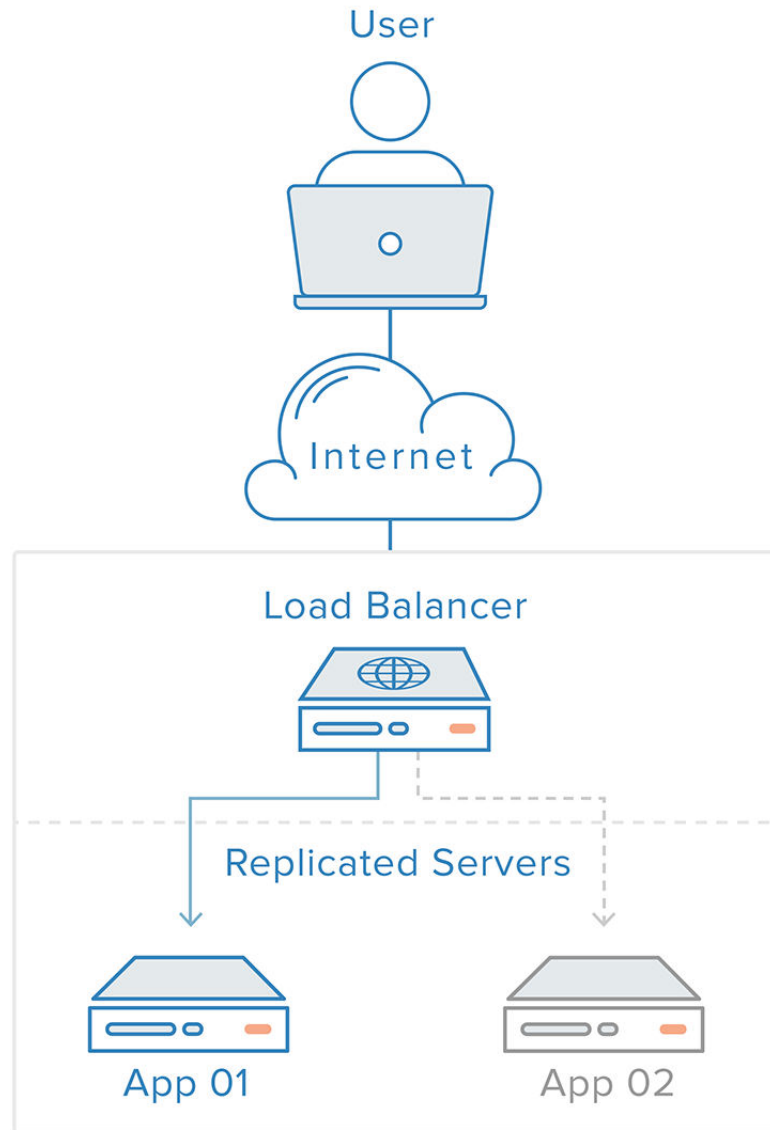 User
Internet
Load Balancer
Replicated Servers
App 01
App 02